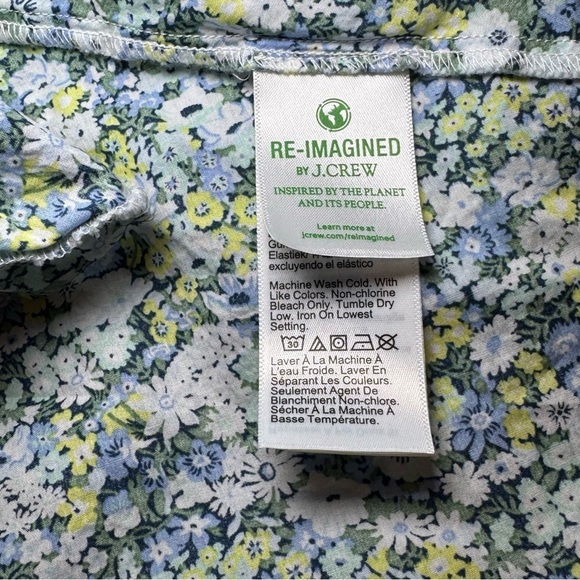 RE-IMAGINED
BY J.CREW
INSPIRED BY THE PLANET
AND ITS PEOPLE.
Learn more at
jcrew.com/reimagined
excluyendo el elástico
Machine Wash Cold. With
Like Colors. Non-chlorine
Bleach Only. Tumble Dry
Low. Iron On Lowest
Setting.
30
Laver À La Machine À
L'eau Froide. Laver En
Séparant Les Couleurs.
Seulement Agent De
Blanchiment Non-chlore.
Sécher À La Machine À
Basse Température.